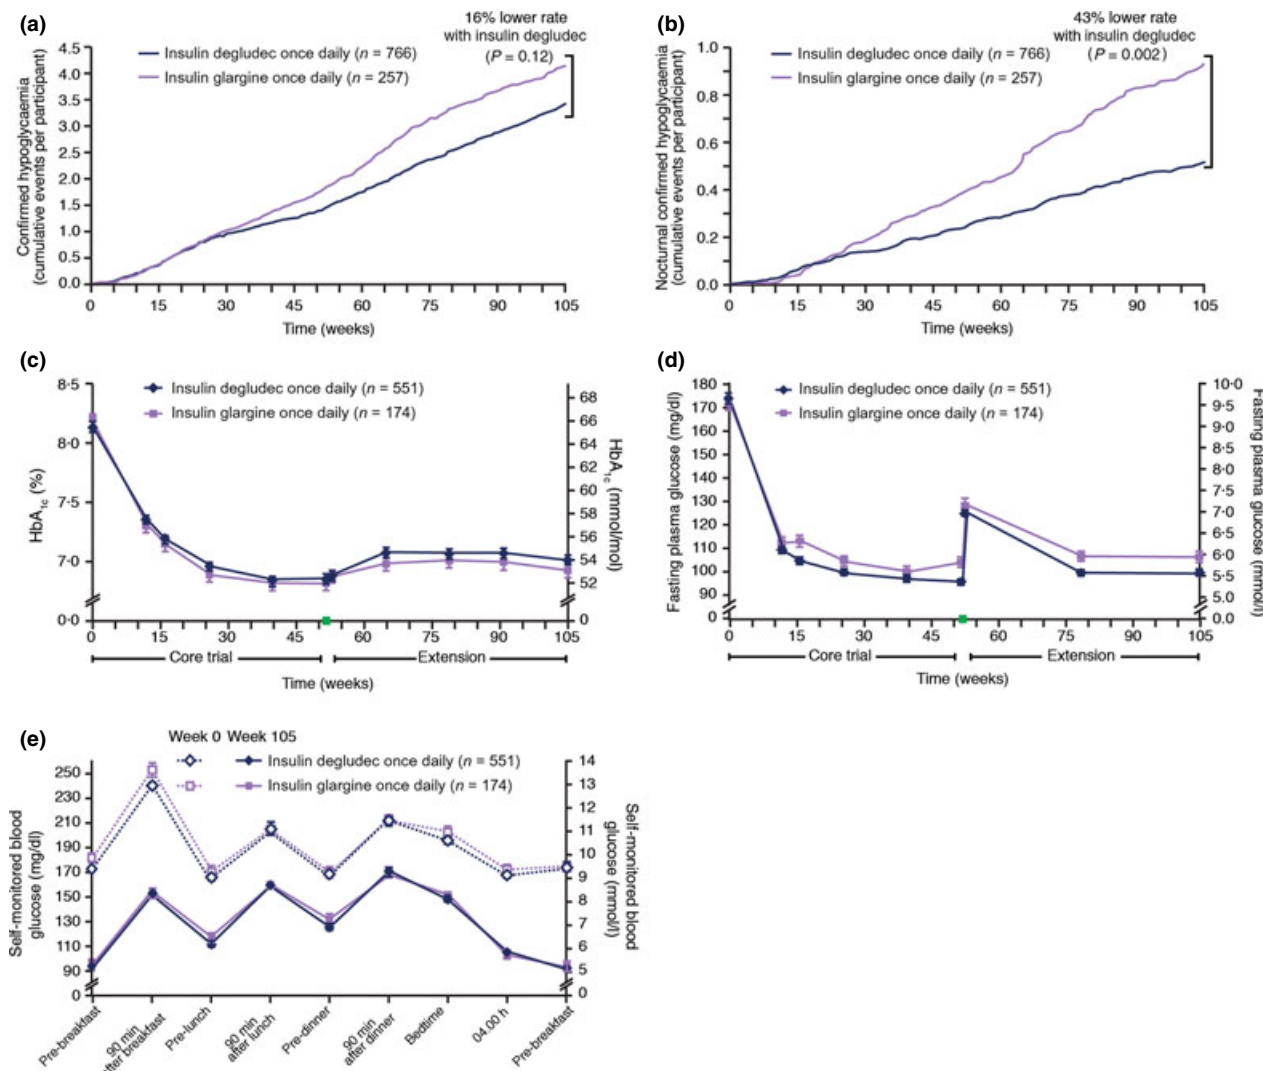 (a)
16% lower rate
with insulin degludec
(P = 0.12)
Insulin degludec once daily (n = 766)
Insulin glargine once daily (n = 257)
Confirmed hypoglycaemia
(cumulative events per participant)
4.5
4.0
3.5
3.0
2.5
2.0
1.5
1.0
0.5
0.0
0 15 30 45 60 75 90 105
Time (weeks)
(b)
43% lower rate
with insulin degludec
(P = 0.002)
Insulin degludec once daily (n = 766)
Insulin glargine once daily (n = 257)
Nocturnal confirmed hypoglycaemia
(cumulative events per participant)
1.0
0.8
0.6
0.4
0.2
0.0
0 15 30 45 60 75 90 105
Time (weeks)
(c)
Insulin degludec once daily (n = 551)
Insulin glargine once daily (n = 174)
HbA1c (%)
8·5
8·0
7·5
7·0
0·0
HbA1c (mmol/mol)
68
66
64
62
60
58
56
54
52
0
0 15 30 45 60 75 90 105
Core trial Extension
Time (weeks)
(d)
Insulin degludec once daily (n = 551)
Insulin glargine once daily (n = 174)
Fasting plasma glucose (mg/dl)
180
170
160
150
140
130
120
110
100
90
0
Fasting plasma glucose (mmol/l)
10·0
9·5
9·0
8·5
8·0
7·5
7·0
6·5
6·0
5·5
5.0
0.0
0 15 30 45 60 75 90 105
Core trial Extension
Time (weeks)
(e)
Week 0 Week 105
Insulin degludec once daily (n = 551)
Insulin glargine once daily (n = 174)
Self-monitored blood
glucose (mg/dl)
250
230
210
190
170
150
130
110
90
0
Self-monitored blood
glucose (mmol/l)
14
13
12
11
10
9
8
7
6
5
0
Pre-breakfast
90 min
after breakfast
Pre-lunch
90 min
after lunch
Pre-dinner
90 min
after dinner
Bedtime
04.00 h
Pre-breakfast